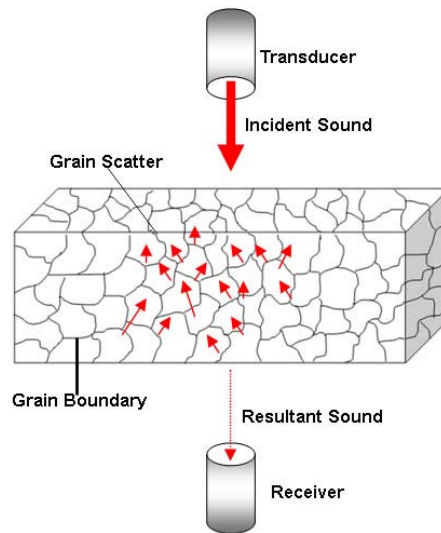 Transducer
Incident Sound
Grain Scatter
Grain Boundary
Resultant Sound
Receiver